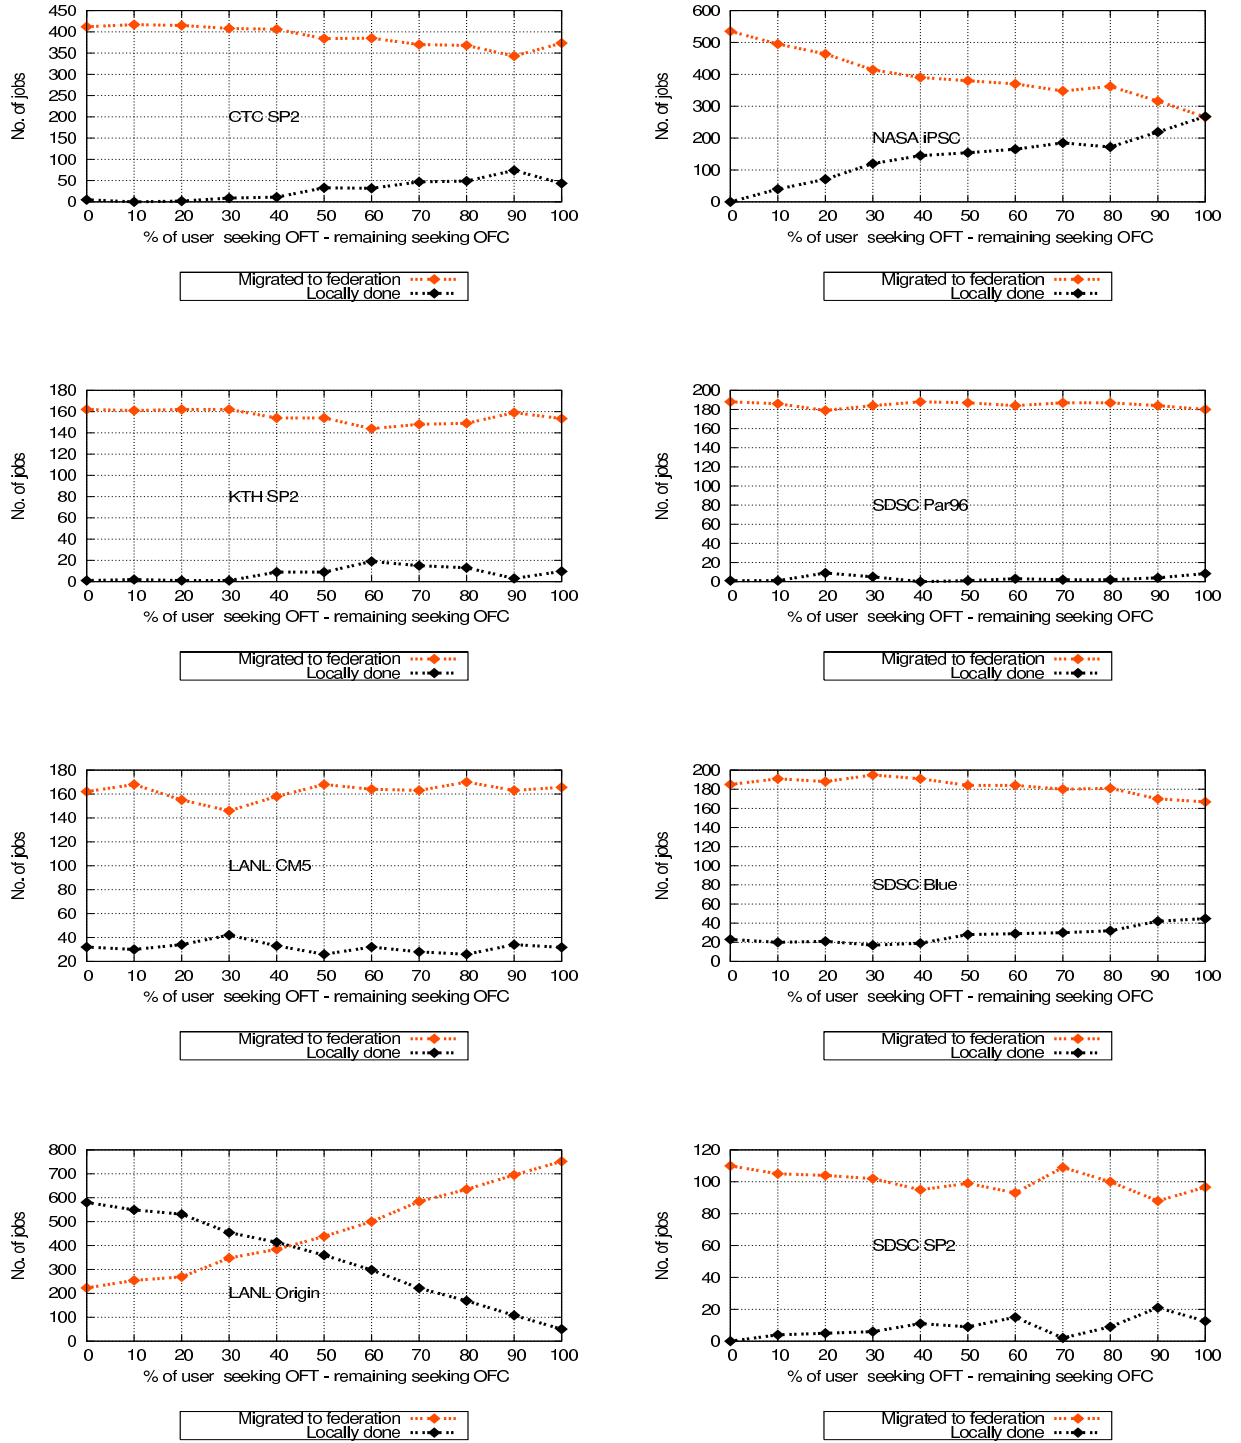 450
400
350
300
250
200
150
100
50
0
No. of jobs
CTC SP2
0 10 20 30 40 50 60 70 80 90 100
% of user seeking OFT - remaining seeking OFC
Migrated to federation
Locally done
600
500
400
300
200
100
0
No. of jobs
NASA iPSC
0 10 20 30 40 50 60 70 80 90 100
% of user seeking OFT - remaining seeking OFC
Migrated to federation
Locally done
180
160
140
120
100
80
60
40
20
0
No. of jobs
KTH SP2
0 10 20 30 40 50 60 70 80 90 100
% of user seeking OFT - remaining seeking OFC
Migrated to federation
Locally done
200
180
160
140
120
100
80
60
40
20
0
No. of jobs
SDSC Par96
0 10 20 30 40 50 60 70 80 90 100
% of user seeking OFT - remaining seeking OFC
Migrated to federation
Locally done
180
160
140
120
100
80
60
40
20
No. of jobs
LANL CM5
0 10 20 30 40 50 60 70 80 90 100
% of user seeking OFT - remaining seeking OFC
Migrated to federation
Locally done
200
180
160
140
120
100
80
60
40
20
0
No. of jobs
SDSC Blue
0 10 20 30 40 50 60 70 80 90 100
% of user seeking OFT - remaining seeking OFC
Migrated to federation
Locally done
800
700
600
500
400
300
200
100
0
No. of jobs
LANL Origin
0 10 20 30 40 50 60 70 80 90 100
% of user seeking OFT - remaining seeking OFC
Migrated to federation
Locally done
120
100
80
60
40
20
0
No. of jobs
SDSC SP2
0 10 20 30 40 50 60 70 80 90 100
% of user seeking OFT - remaining seeking OFC
Migrated to federation
Locally done